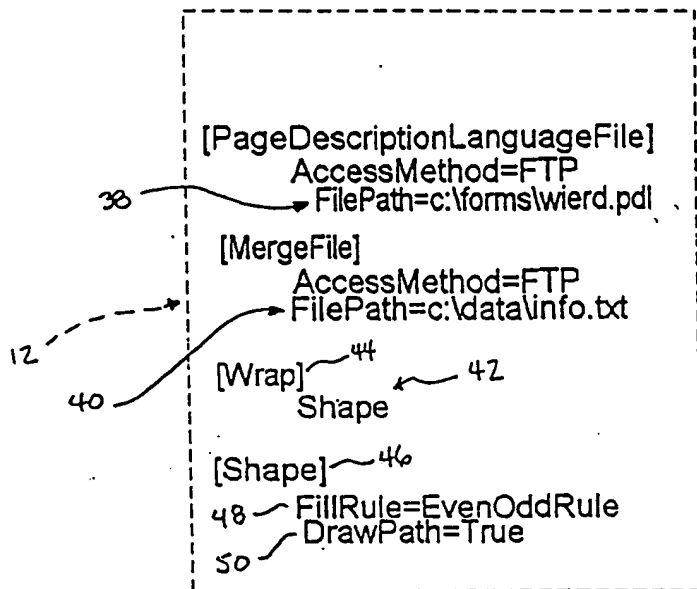 [PageDescriptionLanguageFile]
AccessMethod=FTP
38 FilePath=c:\forms\wierd.pdl
[MergeFile]
AccessMethod=FTP
FilePath=c:\data\info.txt
12
[Wrap] 44 42
40 Shape
[Shape] 46
48 FillRule=EvenOddRule
DrawPath=True
50